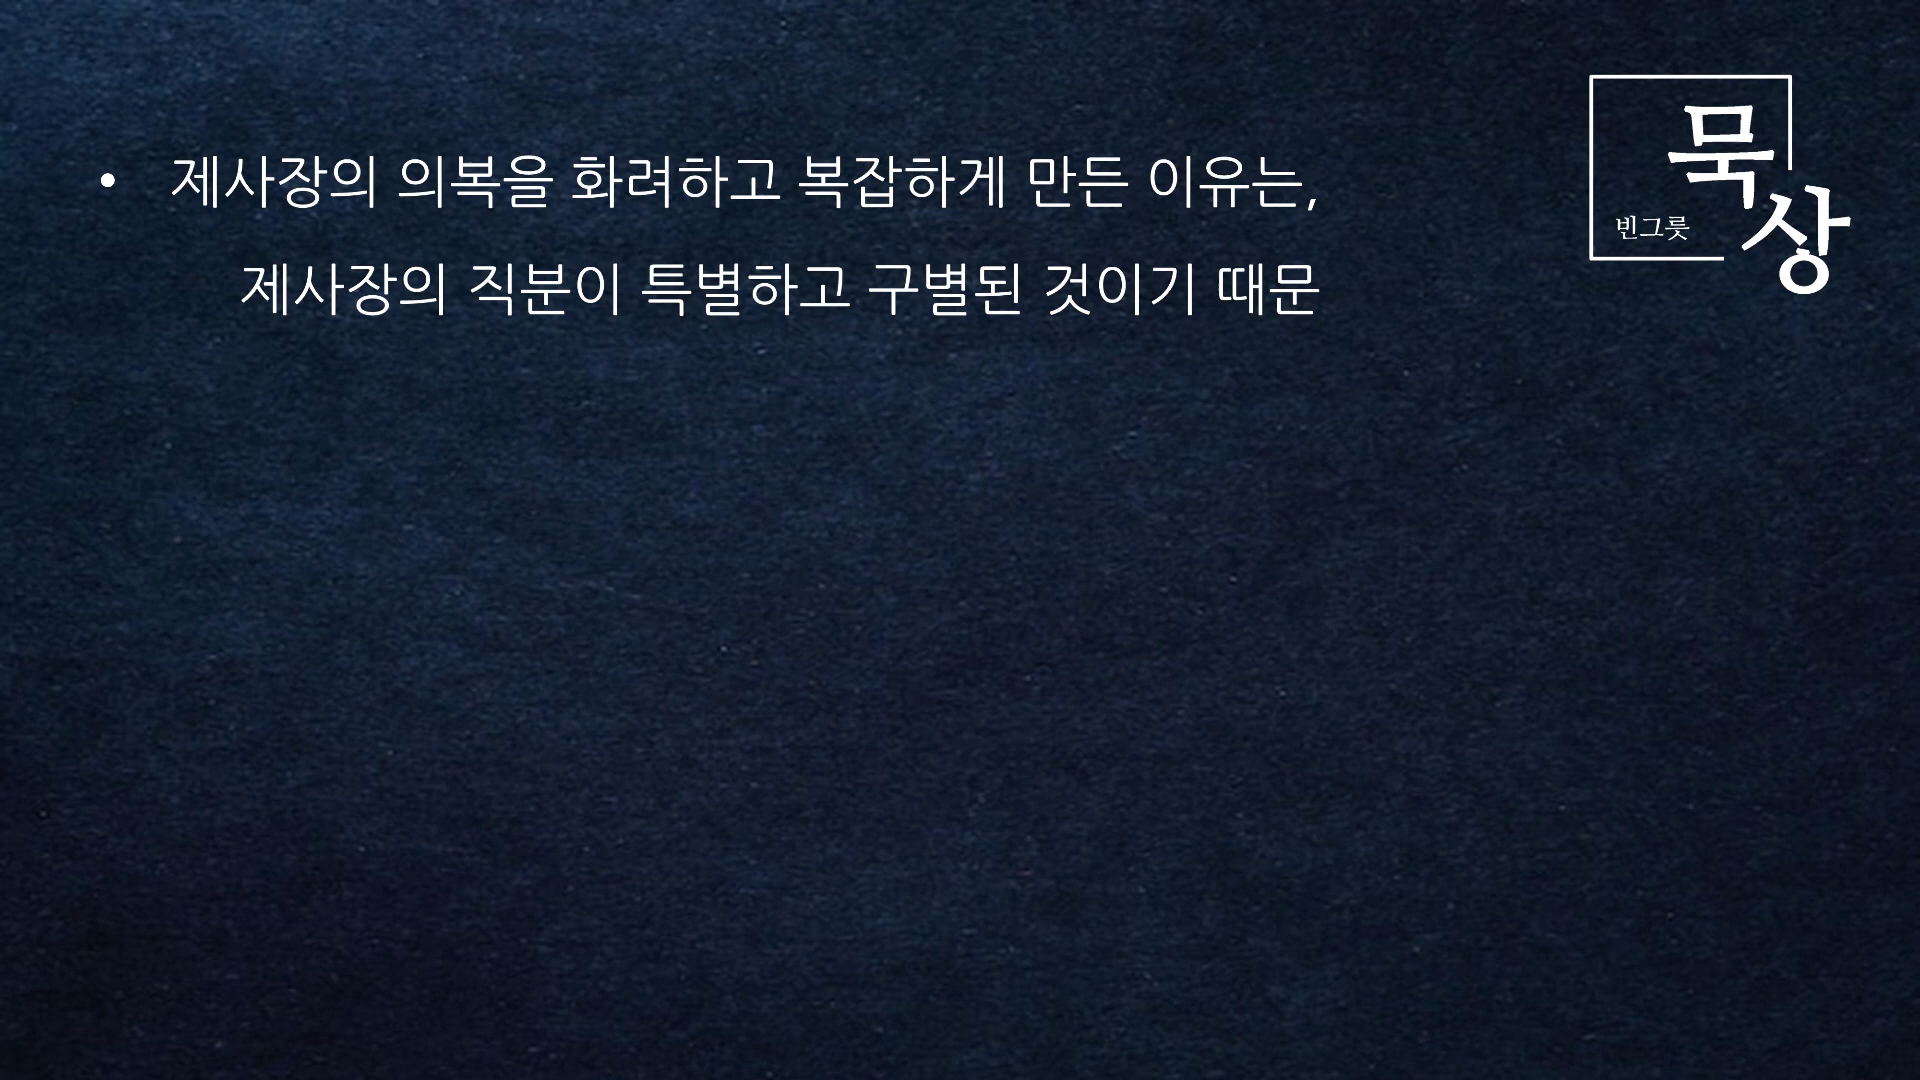 • 제사장의 의복을 화려하고 복잡하게 만든 이유는,
제사장의 직분이 특별하고 구별된 것이기 때문
묵상
빈그릇